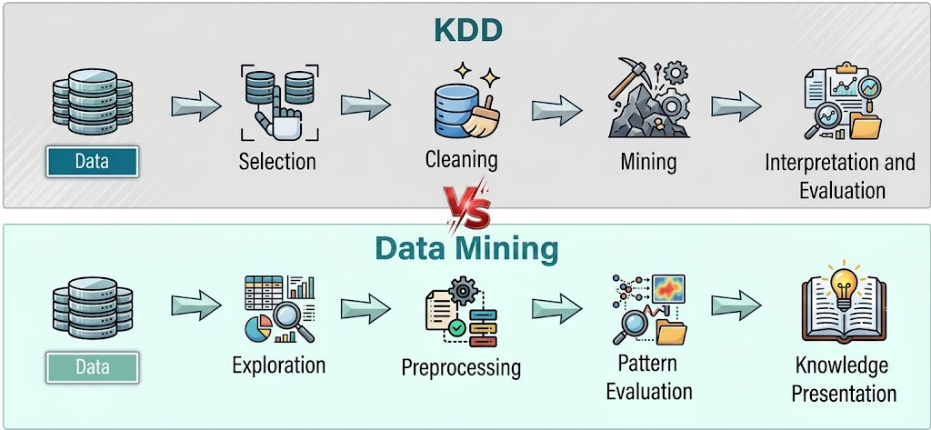 KDD
Data
Selection
Cleaning
Mining
Interpretation and
Evaluation
VS
Data Mining
Data
Exploration
Preprocessing
Pattern
Evaluation
Knowledge
Presentation